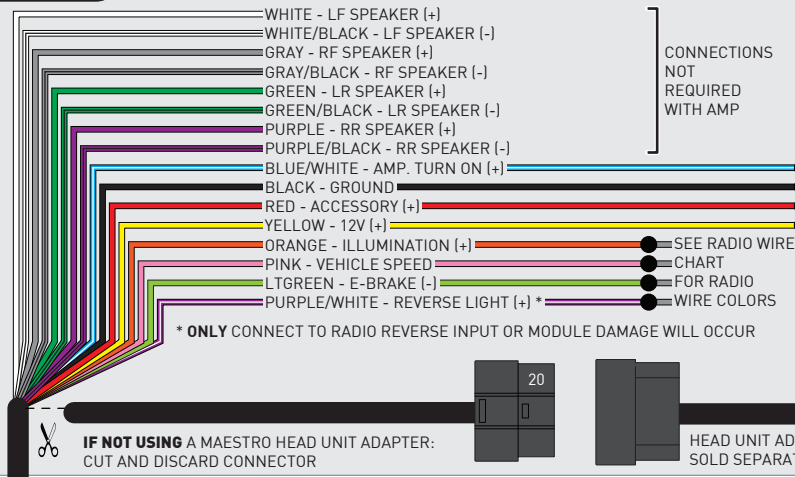 WHITE - LF SPEAKER (+)
WHITE/BLACK - LF SPEAKER (-)
GRAY - RF SPEAKER (+)
GRAY/BLACK - RF SPEAKER (-)
GREEN - LR SPEAKER (+)
GREEN/BLACK - LR SPEAKER (-)
PURPLE - RR SPEAKER (+)
PURPLE/BLACK - RR SPEAKER (-)
CONNECTIONS
NOT
REQUIRED
WITH AMP
BLUE/WHITE - AMP. TURN ON (+)
BLACK - GROUND
RED - ACCESSORY (+)
YELLOW - 12V (+)
ORANGE - ILLUMINATION (+)
PINK - VEHICLE SPEED
LTGREEN - E-BRAKE (-)
PURPLE/WHITE - REVERSE LIGHT (+) *
SEE RADIO WIRE
CHART
FOR RADIO
WIRE COLORS
* ONLY CONNECT TO RADIO REVERSE INPUT OR MODULE DAMAGE WILL OCCUR
20
IF NOT USING A MAESTRO HEAD UNIT ADAPTER:
CUT AND DISCARD CONNECTOR
HEAD UNIT AD
SOLD SEPARAT